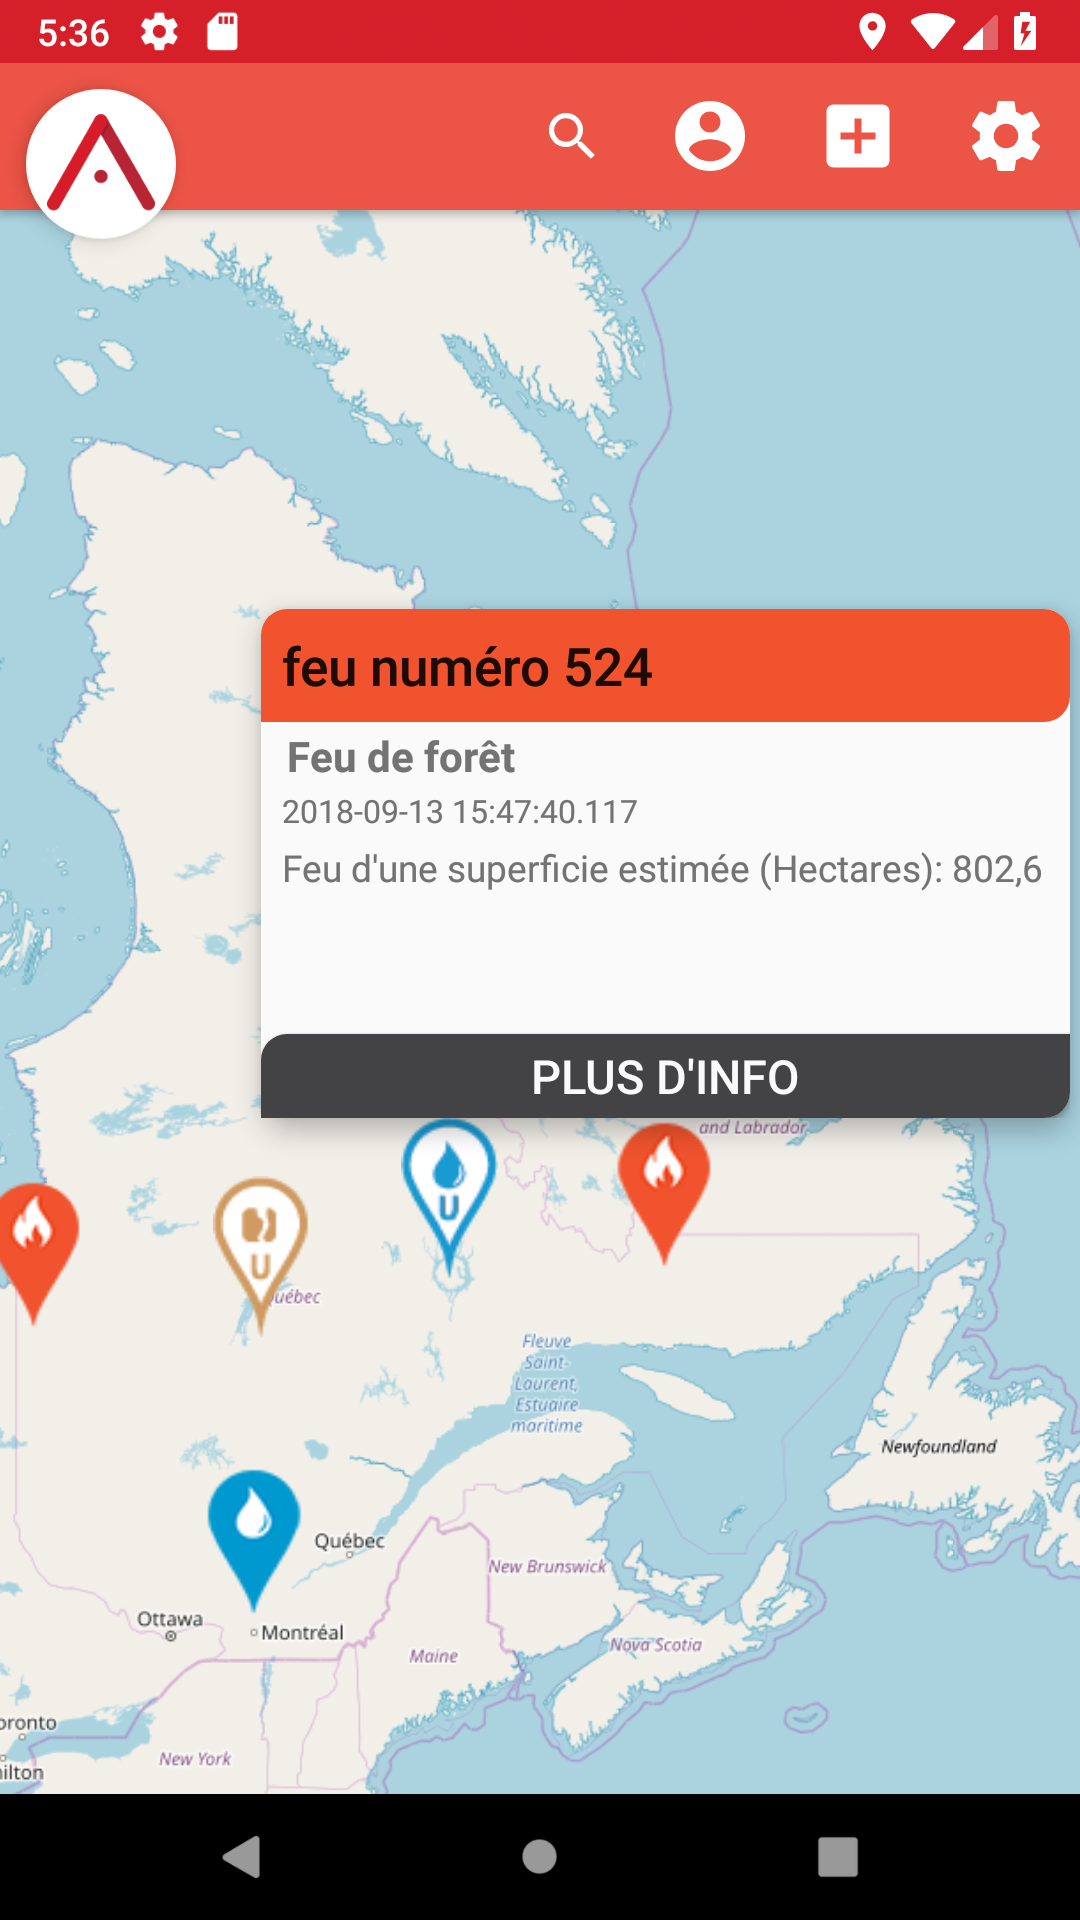 5:36
feu numéro 524
Feu de forêt
2018-09-13 15:47:40.117
Feu d'une superficie estimée (Hectares): 802,6
PLUS D'INFO
and Labrador
U
U
uébec
Fleuve
Saint-
Laurent,
Estuaire
maritime
Newfoundland
Québec
New Brunswick
Ottawa
Montréal
Nova Scotia
Maine
oronto
New York
ilton